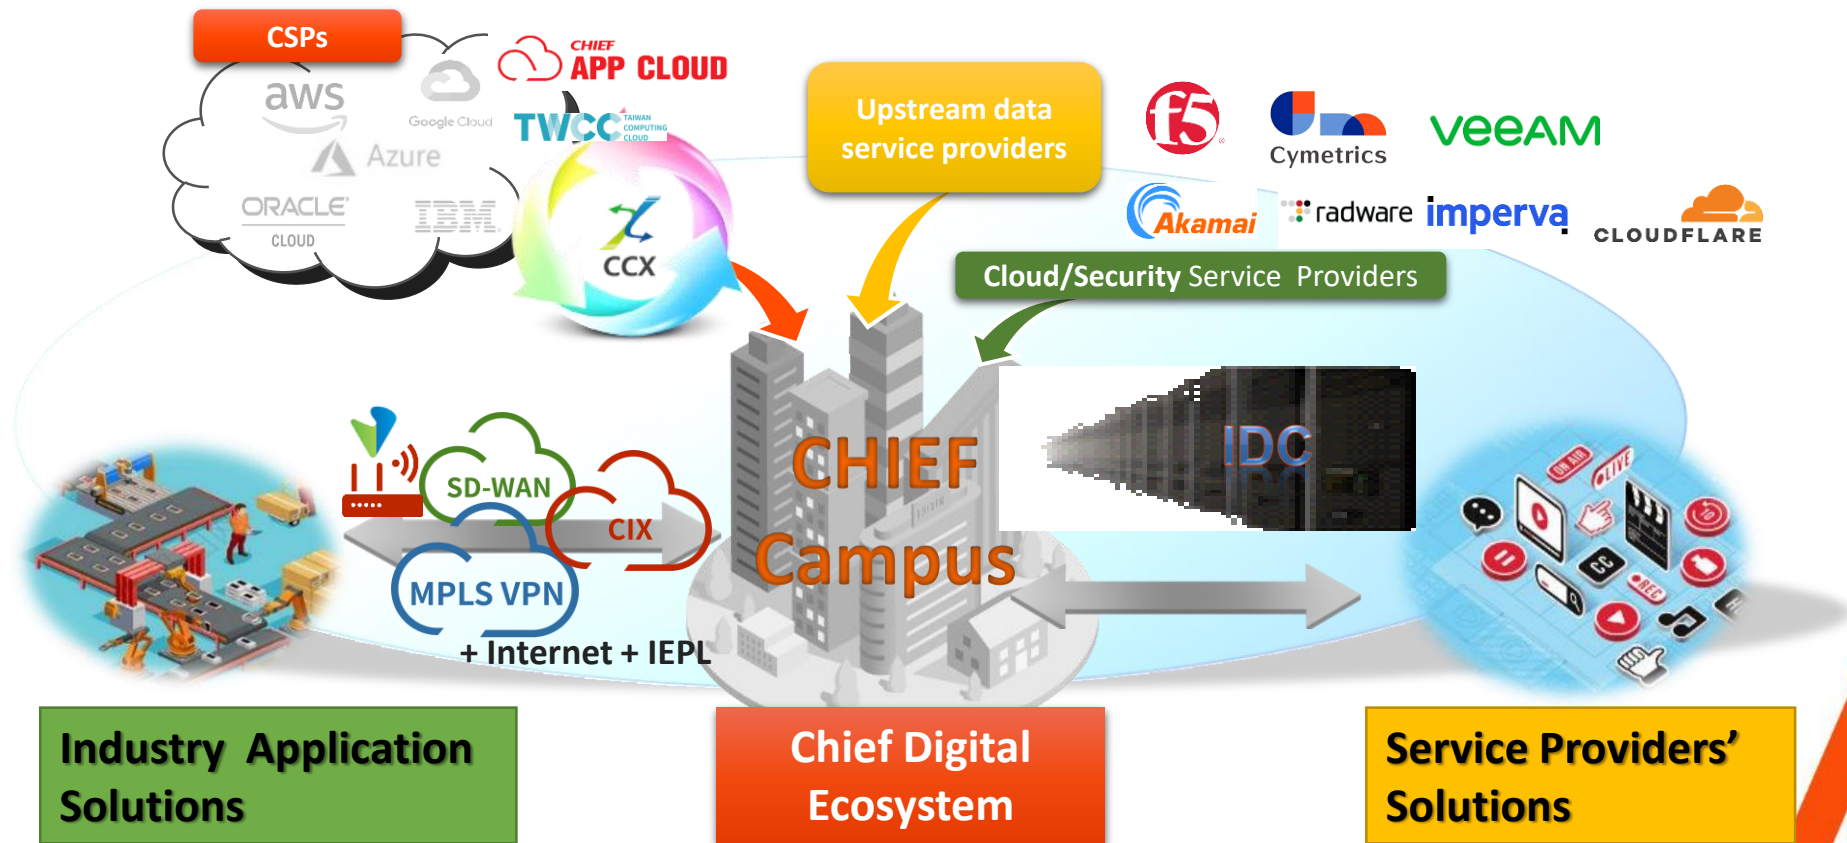 CSPs
aws
Google Cloud
Azure
ORACLE
CLOUD
IBM
CHIEF
APP CLOUD
TWCC TAIWAN
COMPUTING
CLOUD
CCX
Upstream data
service providers
f5
Cymetrics
veeAM
Akamai
radware
imperva
CLOUDFLARE
Cloud/Security Service Providers
SD-WAN
CIX
MPLS VPN
+ Internet + IEPL
CHIEF
Campus
IDC
ON AIR
LIVE
CC
REC
Industry Application
Solutions
Chief Digital
Ecosystem
Service Providers’
Solutions